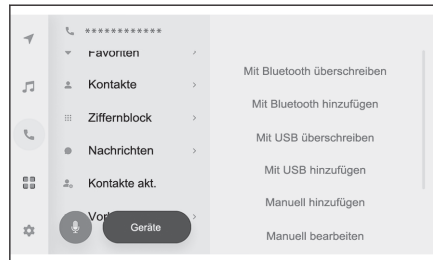 ************
Favoriten
Kontakte
Ziffernblock
Nachrichten
Kontakte akt.
Geräte
Mit Bluetooth überschreiben
Mit Bluetooth hinzufügen
Mit USB überschreiben
Mit USB hinzufügen
Manuell hinzufügen
Manuell bearbeiten